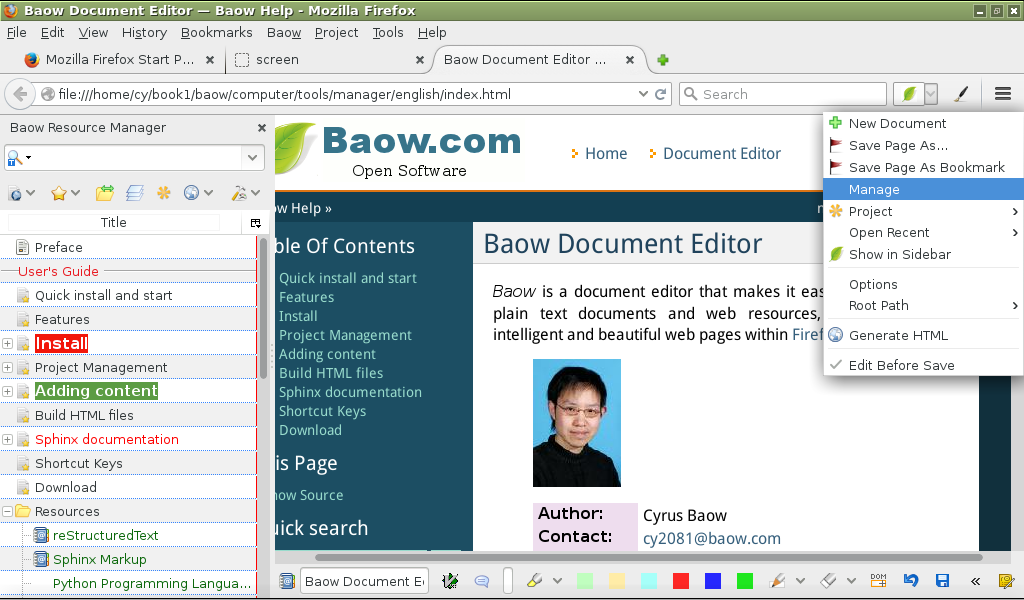 Baow Document Editor — Baow Help - Mozilla Firefox
File Edit View History Bookmarks Baow Project Tools Help
Mozilla Firefox Start P...
screen
Baow Document Editor ...
file:///home/cy/book1/baow/computer/tools/manager/english/index.html
Search
Baow Resource Manager
Title
Preface
User's Guide
Quick install and start
Features
Install
Project Management
Adding content
Build HTML files
Sphinx documentation
Shortcut Keys
Download
Resources
reStructuredText
Sphinx Markup
Python Programming Langua...
Baow.com
Open Software
Home
Document Editor
ow Help »
ble Of Contents
Quick install and start
Features
Install
Project Management
Adding content
Build HTML files
Sphinx documentation
Shortcut Keys
Download
is Page
how Source
uick search
Baow Document Editor
Baow is a document editor that makes it eas
plain text documents and web resources,
intelligent and beautiful web pages within Firef
Author: Cyrus Baow
Contact: cy2081@baow.com
New Document
Save Page As...
Save Page As Bookmark
Manage
Project
Open Recent
Show in Sidebar
Options
Root Path
Generate HTML
Edit Before Save
Baow Document Ec
DOM